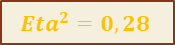 Eta² = 0,28